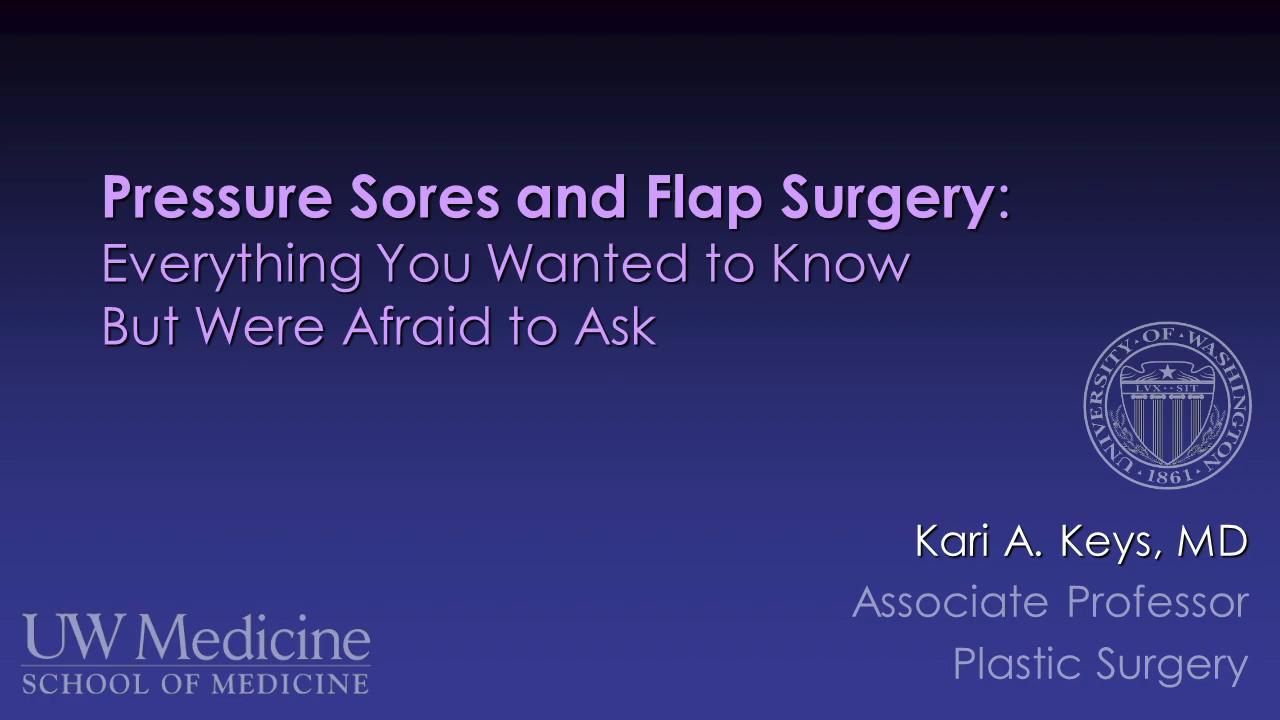 Pressure Sores and Flap Surgery:
Everything You Wanted to Know
But Were Afraid to Ask
UNIVERSITY OF WASHINGTON
LVX SIT
1861
Kari A. Keys, MD
Associate Professor
Plastic Surgery
UW Medicine
SCHOOL OF MEDICINE